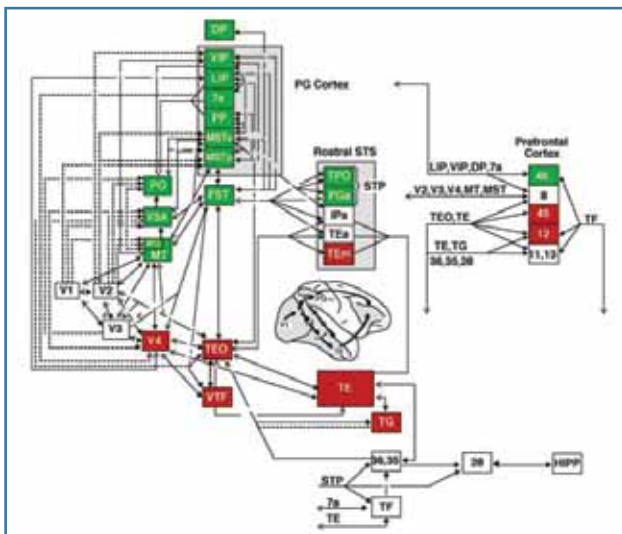 DP
VIP
LIP
7a
PP
MSTd
MSTp
PG Cortex
Rostral STS
TPO
PGa
STP
IPa
TEa
TEm
PO
FST
V3A
MT
V1
V2
V3
V4
TEO
VTF
TE
TG
Prefrontal
Cortex
LIP,VIP,DP,7a
46
V2,V3,V4,MT,MST
8
TEO,TE
45
12
TF
TE,TG
36,35,28
11,13
36,35
28
HIPP
STP
7a
TF
TE